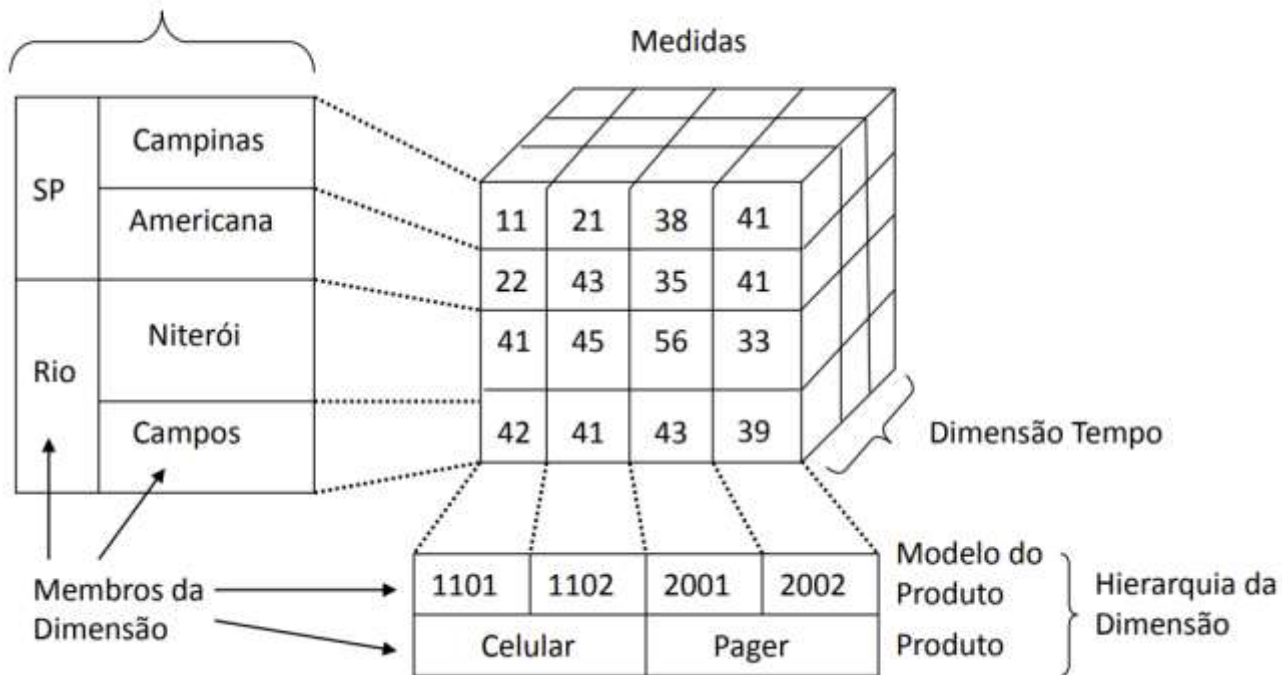 Medidas
SP
Campinas
Americana
Rio
Niterói
Campos
11 21 38 41
22 43 35 41
41 45 56 33
42 41 43 39
Dimensão Tempo
Membros da
Dimensão
1101 1102 2001 2002
Celular Pager
Modelo do
Produto
Produto
Hierarquia da
Dimensão